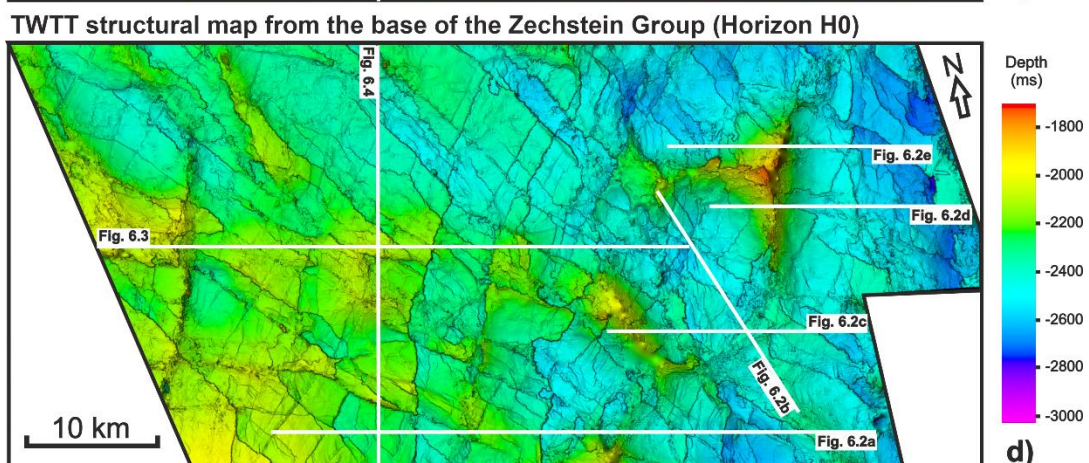 TWTT structural map from the base of the Zechstein Group (Horizon H0)
Fig. 6.4
N
Depth
(ms)
-1800
-2000
-2200
-2400
-2600
-2800
-3000
Fig. 6.2e
Fig. 6.2d
Fig. 6.3
Fig. 6.2c
Fig. 6.2b
Fig. 6.2a
10 km
d)